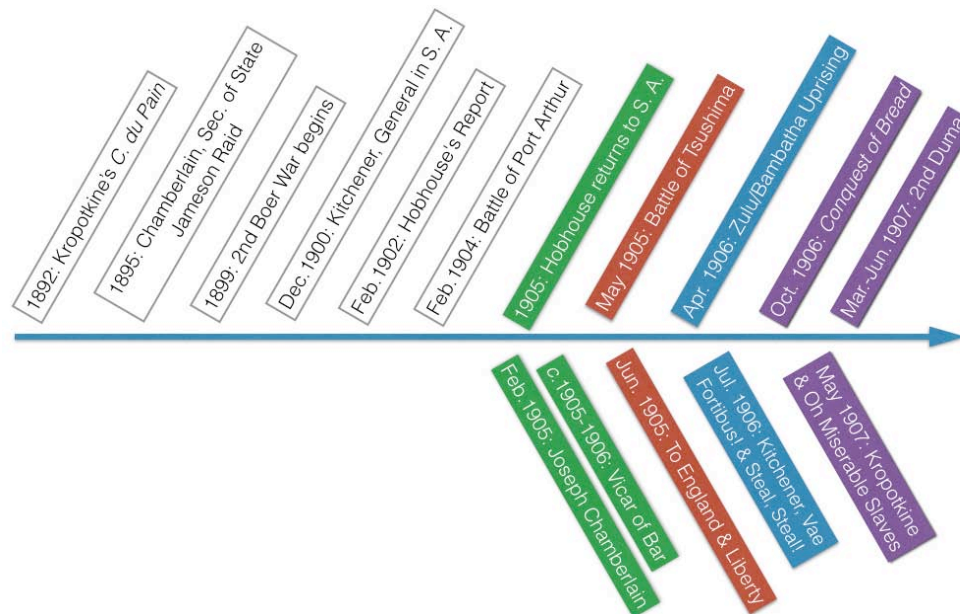 1892: Kropotkine's C. du Pain
1895: Chamberlain, Sec. of State
Jameson Raid
1899: 2nd Boer War begins
Dec. 1900: Kitchener, General in S. A.
Feb. 1902: Hobhouse's Report
Feb. 1904: Battle of Port Arthur
1905: Hobhouse returns to S. A.
May 1905: Battle of Tsushima
Apr. 1906: Zulu/Bambatha Uprising
Oct. 1906: Conquest of Bread
Mar-Jun. 1907: 2nd Duma
Feb.1905: Joseph Chamberlain
c.1905-1906: Vicar of Bar
Jun. 1905: To England & Liberty
Jul. 1906: Kitchener, Vae
Fortibus! & Steal, Steal!
May 1907: Kropotkine
& Oh Miserable Slaves